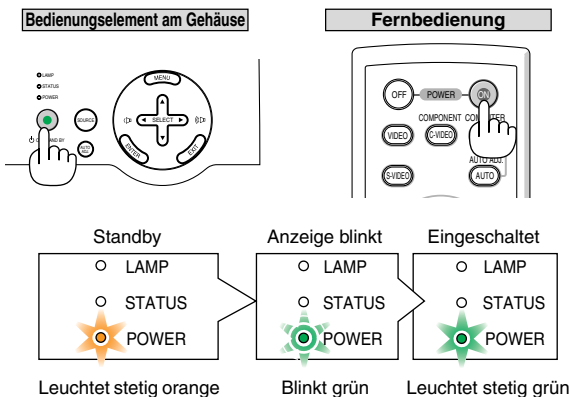 Bedienungselement am Gehäuse
Fernbedienung
LAMP
STATUS
POWER
SOURCE
AUTO ADJ.
MENU
SELECT
ENTER
EXIT
OFF
POWER
ON
COMPONENT
VIDEO
C-VIDEO
S-VIDEO
AUTO ADJ.
AUTO
Standby
Anzeige blinkt
Eingeschaltet
LAMP
STATUS
POWER
LAMP
STATUS
POWER
LAMP
STATUS
POWER
Leuchtet stetig orange
Blinkt grün
Leuchtet stetig grün